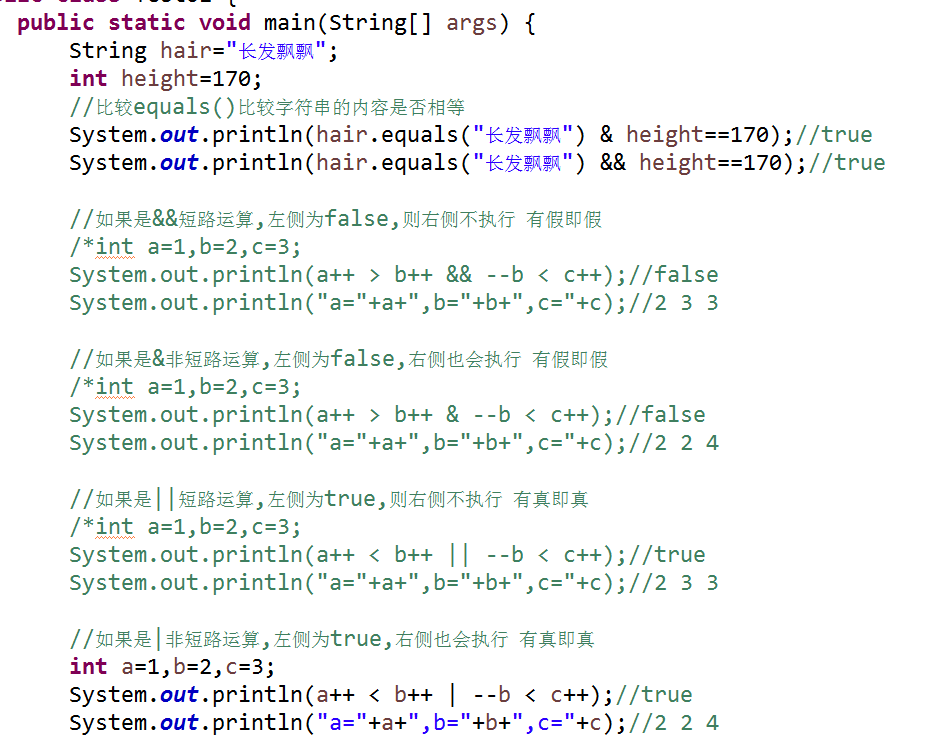 public static void main(String[] args) {
String hair="长发飘飘";
int height=170;
//比较equals()比较字符串的内容是否相等
System.out.println(hair.equals("长发飘飘") & height==170);//true
System.out.println(hair.equals("长发飘飘") && height==170);//true
//如果是&&短路运算,左侧为false,则右侧不执行 有假即假
/*int a=1,b=2,c=3;
System.out.println(a++ > b++ && --b < c++);//false
System.out.println("a="+a+",b="+b+",c="+c);//2 3 3
//如果是&非短路运算,左侧为false,右侧也会执行 有假即假
/*int a=1,b=2,c=3;
System.out.println(a++ > b++ & --b < c++);//false
System.out.println("a="+a+",b="+b+",c="+c);//2 2 4
//如果是||短路运算,左侧为true,则右侧不执行 有真即真
/*int a=1,b=2,c=3;
System.out.println(a++ < b++ || --b < c++);//true
System.out.println("a="+a+",b="+b+",c="+c);//2 3 3
//如果是|非短路运算,左侧为true,右侧也会执行 有真即真
int a=1,b=2,c=3;
System.out.println(a++ < b++ | --b < c++);//true
System.out.println("a="+a+",b="+b+",c="+c);//2 2 4